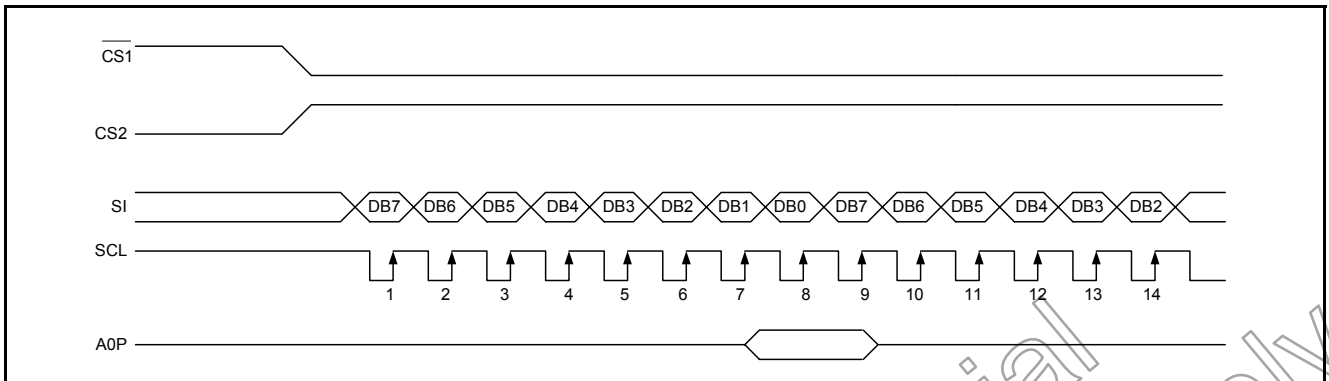 CS1
CS2
SI DB7 DB6 DB5 DB4 DB3 DB2 DB1 DB0 DB7 DB6 DB5 DB4 DB3 DB2
SCL
1 2 3 4 5 6 7 8 9 10 11 12 13 14
A0P